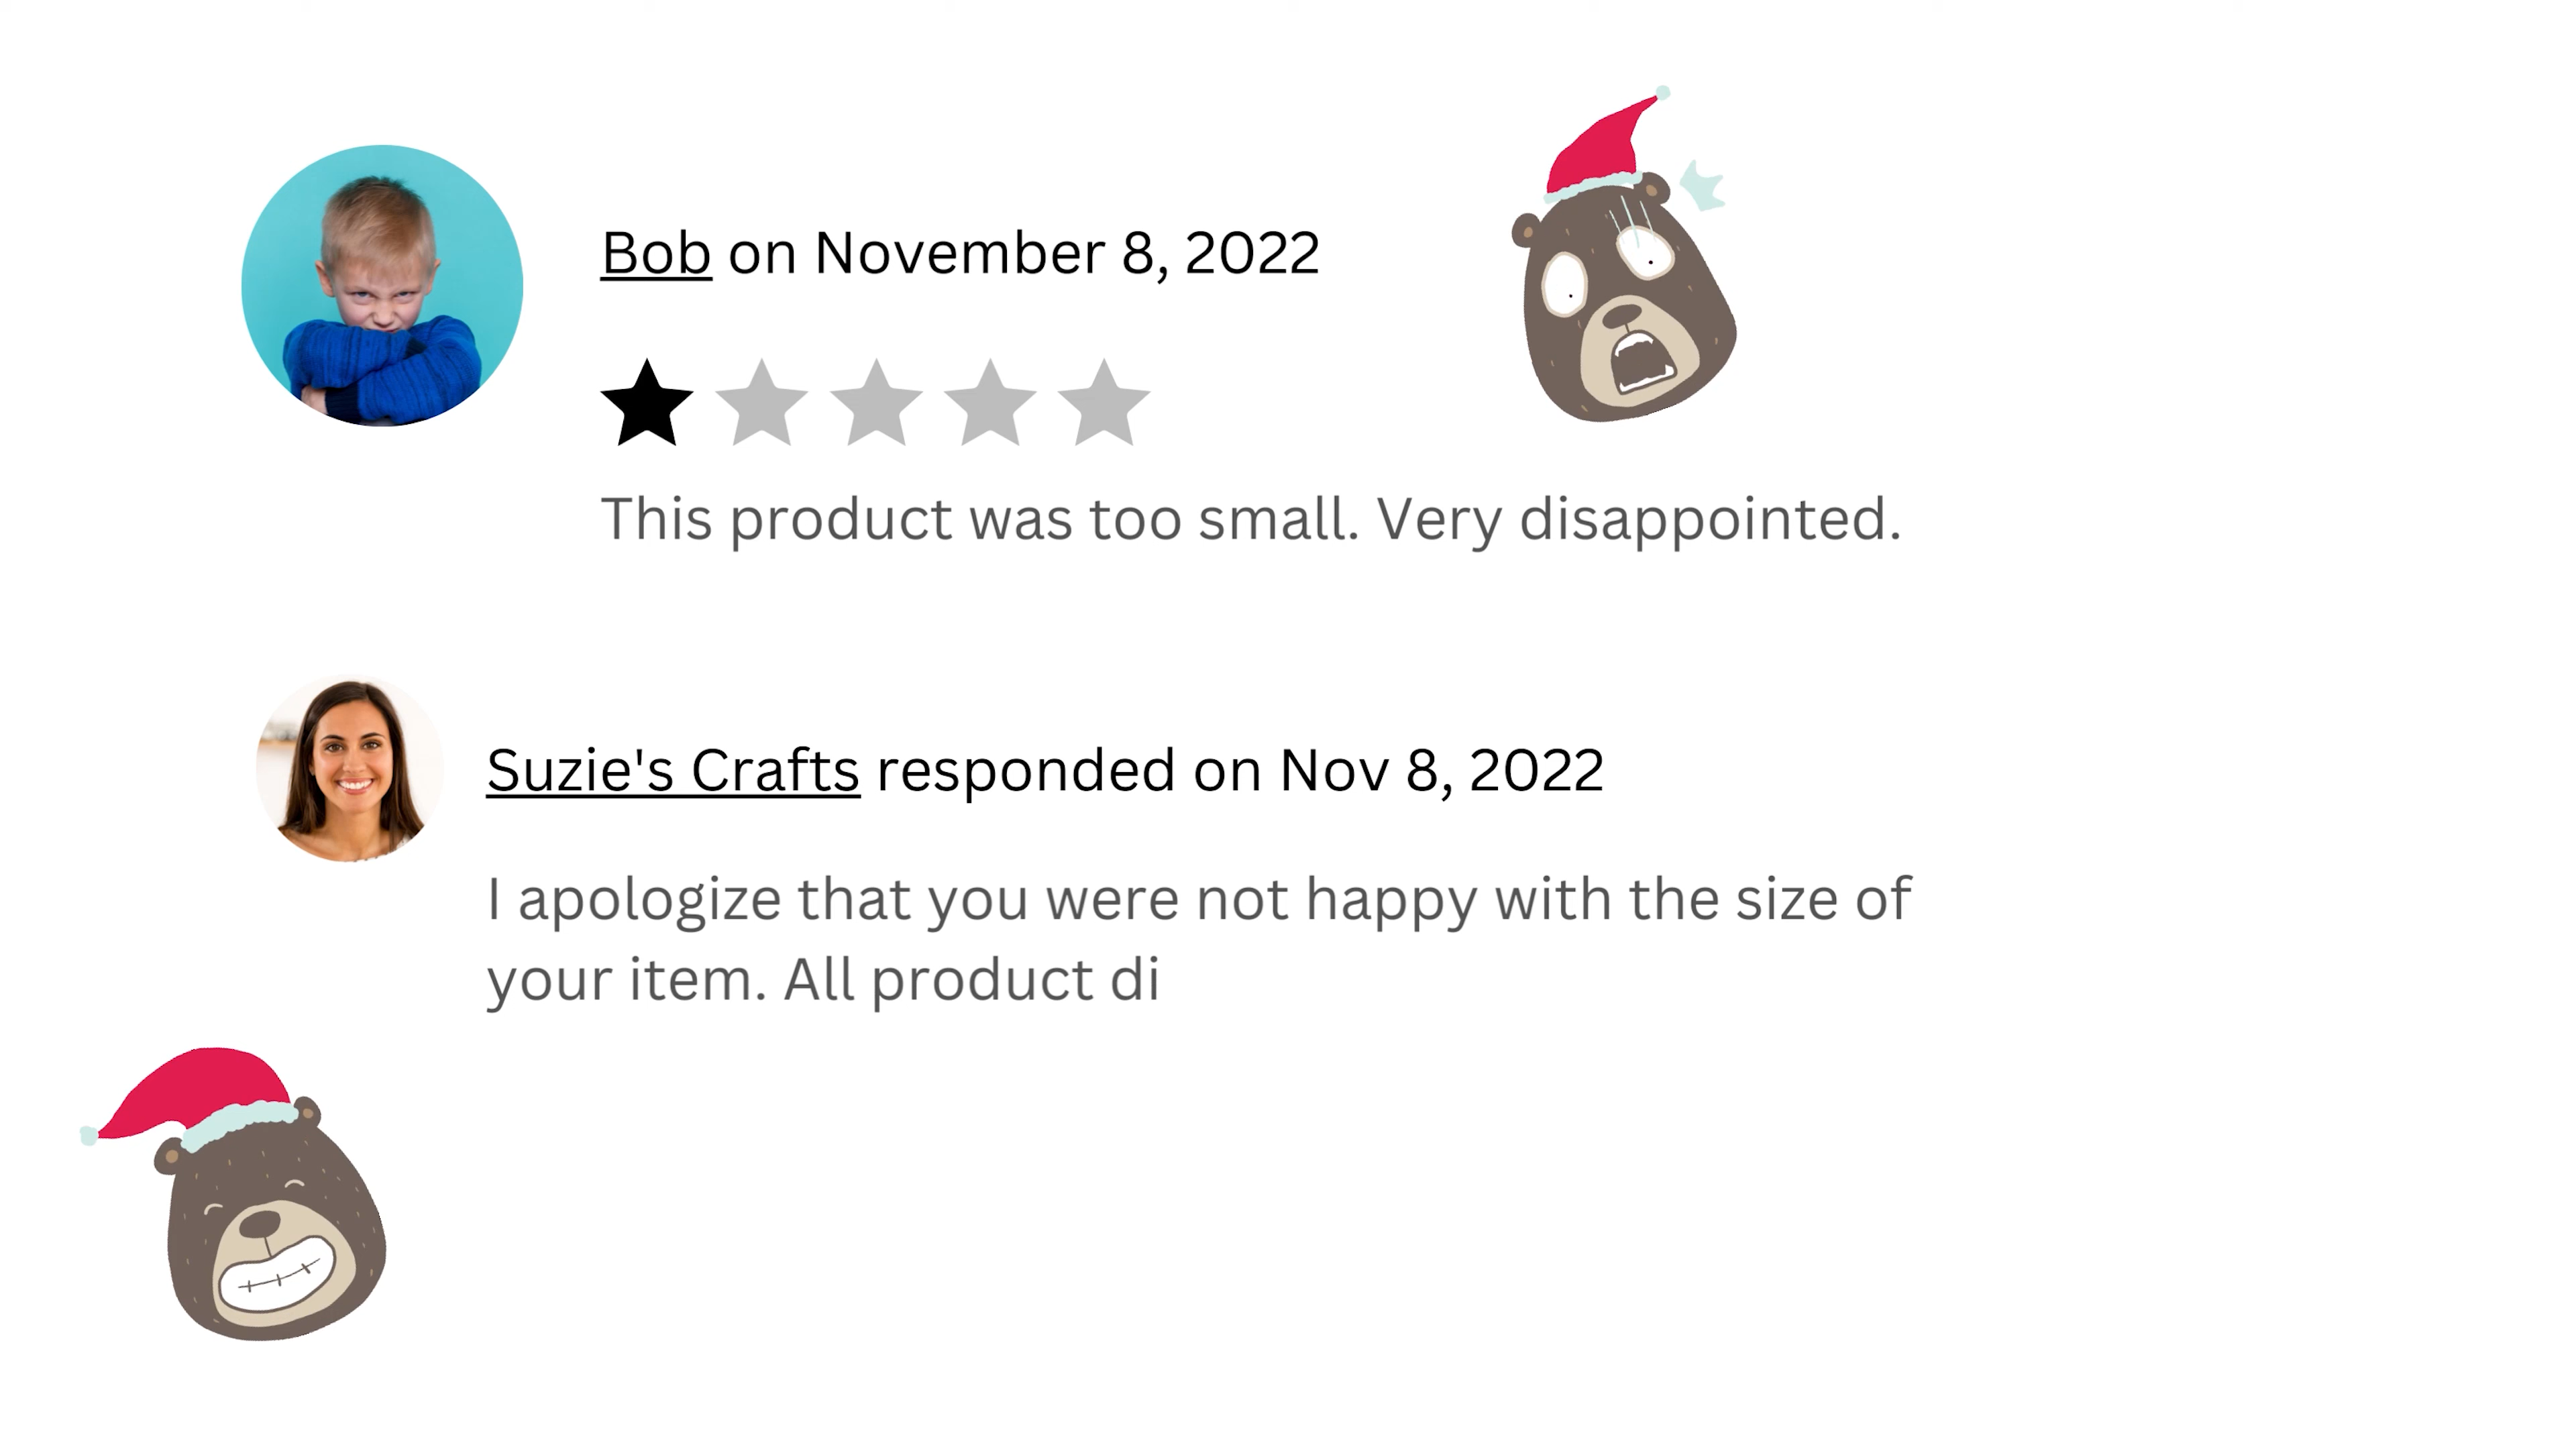 Bob on November 8, 2022
This product was too small. Very disappointed.
Suzie's Crafts responded on Nov 8, 2022
I apologize that you were not happy with the size of
your item. All product di